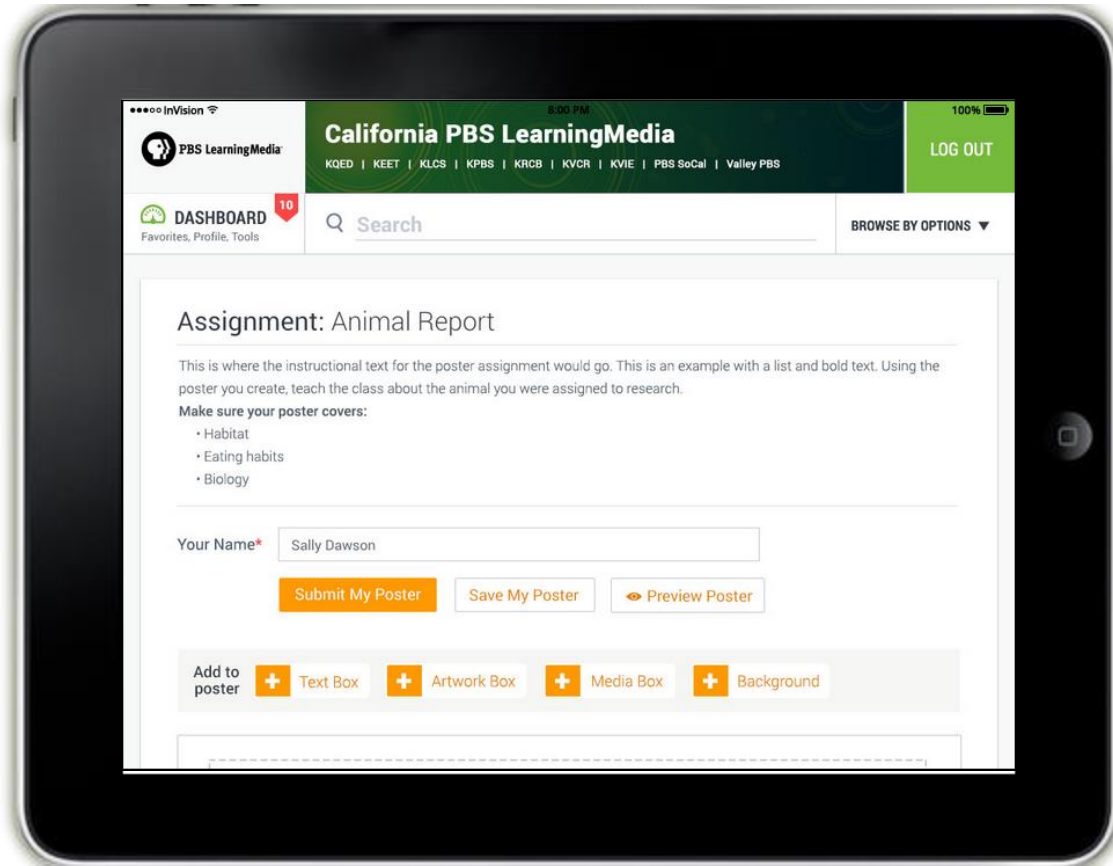 ●●●○○ InVision
8:00 PM
100%
PBS LearningMedia
California PBS LearningMedia
KQED | KEET | KLCS | KPBS | KRCB | KVCR | KVIE | PBS SoCal | Valley PBS
LOG OUT
DASHBOARD
10
Favorites, Profile, Tools
Search
BROWSE BY OPTIONS ▼
Assignment: Animal Report
This is where the instructional text for the poster assignment would go. This is an example with a list and bold text. Using the
poster you create, teach the class about the animal you were assigned to research.
Make sure your poster covers:
• Habitat
• Eating habits
• Biology
Your Name*
Sally Dawson
Submit My Poster
Save My Poster
Preview Poster
Add to
poster
Text Box
Artwork Box
Media Box
Background